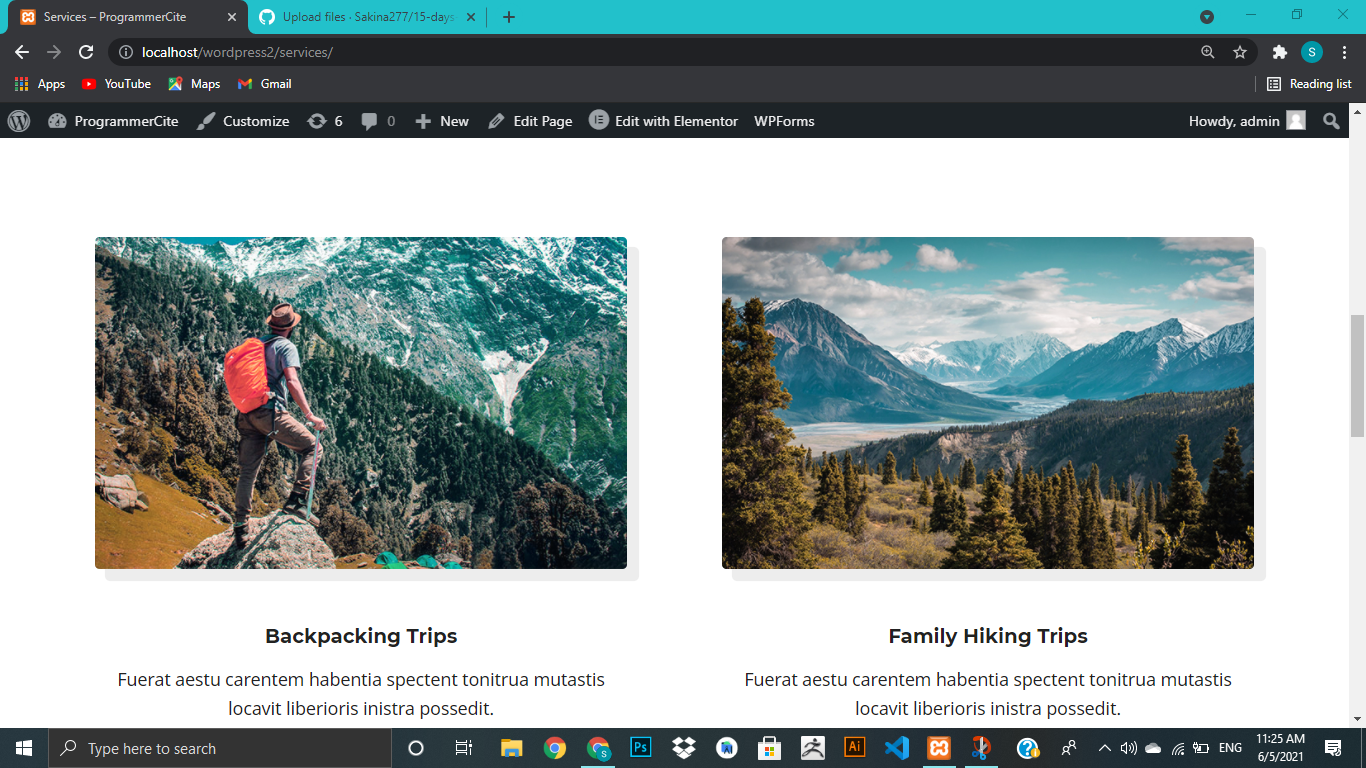 Services – ProgrammerCite
Upload files · Sakina277/15-days
localhost/wordpress2/services/
S
Apps YouTube Maps Gmail Reading list
ProgrammerCite Customize 6 0 New Edit Page Edit with Elementor WPForms Howdy, admin
Backpacking Trips
Fuerat aestu carentem habentia spectent tonitrua mutastis
locavit liberioris inistra possedit.
Family Hiking Trips
Fuerat aestu carentem habentia spectent tonitrua mutastis
locavit liberioris inistra possedit.
Type here to search
S
Ps
Ai
ENG
11:25 AM
6/5/2021